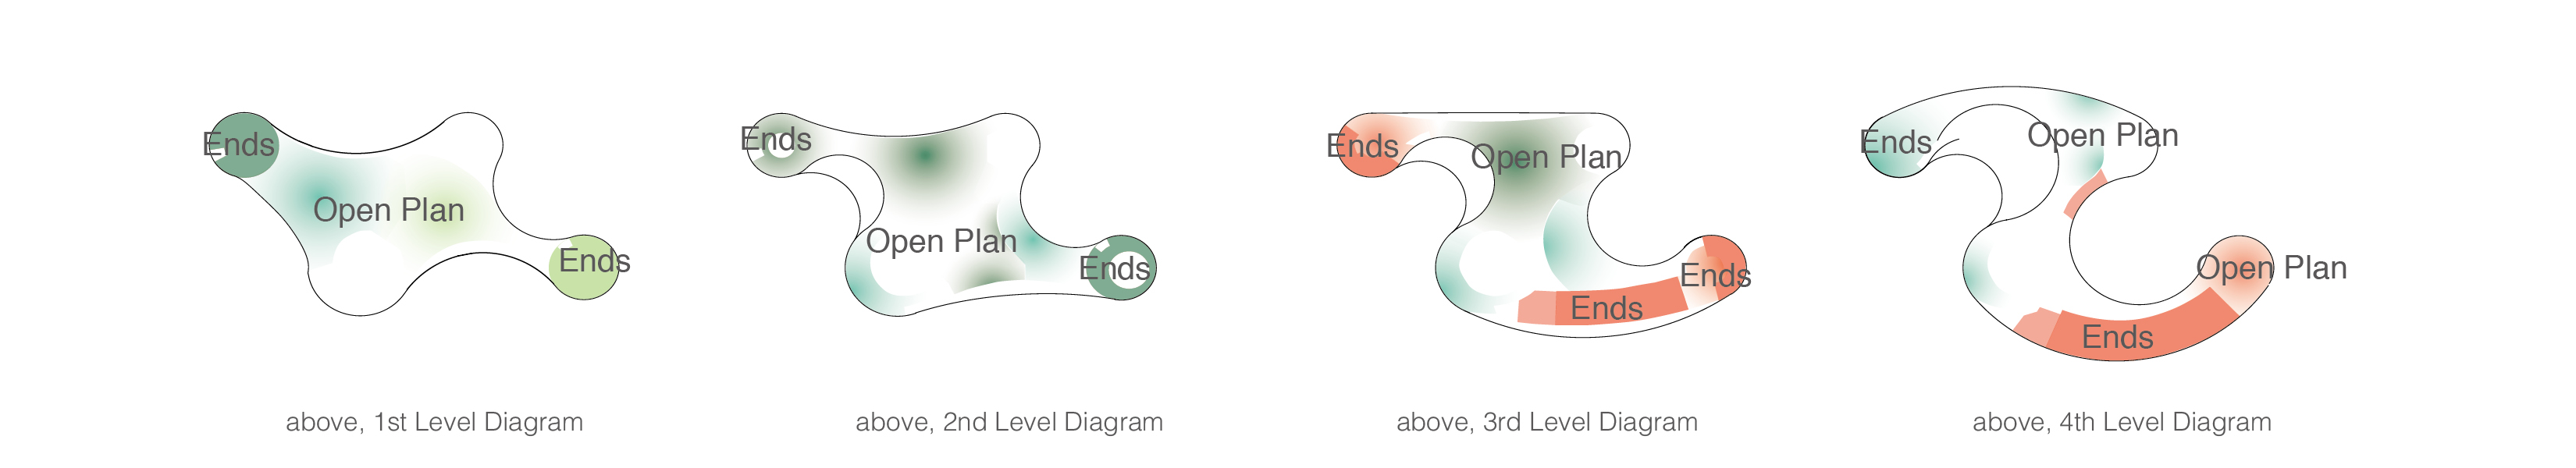 Ends
Open Plan
Ends
above, 1st Level Diagram
Ends
Open Plan
Ends
above, 2nd Level Diagram
Ends
Open Plan
Ends
Ends
above, 3rd Level Diagram
Ends
Open Plan
Open Plan
Ends
above, 4th Level Diagram